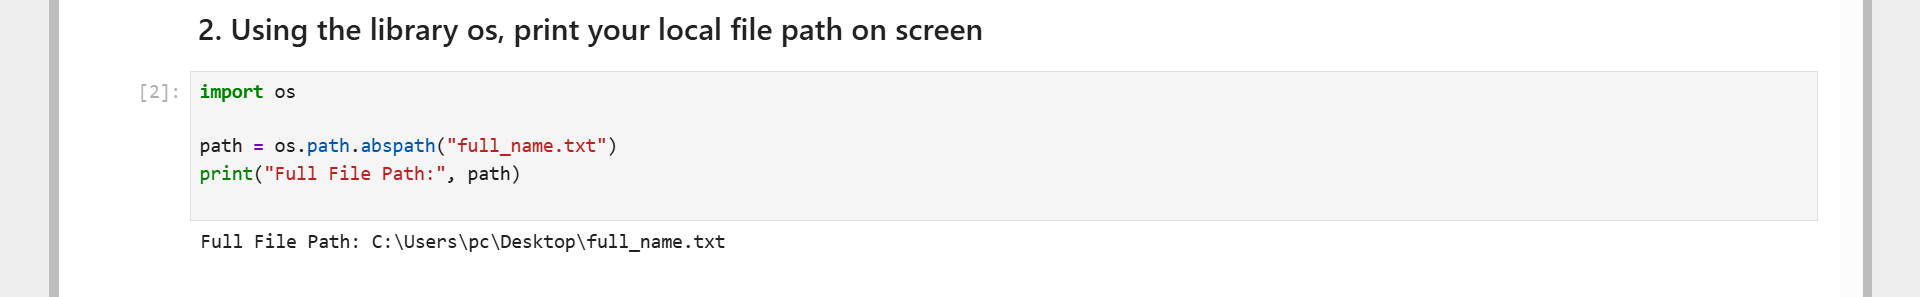 2. Using the library os, print your local file path on screen
[2]:
import os
path = os.path.abspath("full_name.txt")
print("Full File Path:", path)
Full File Path: C:\Users\pc\Desktop\full_name.txt